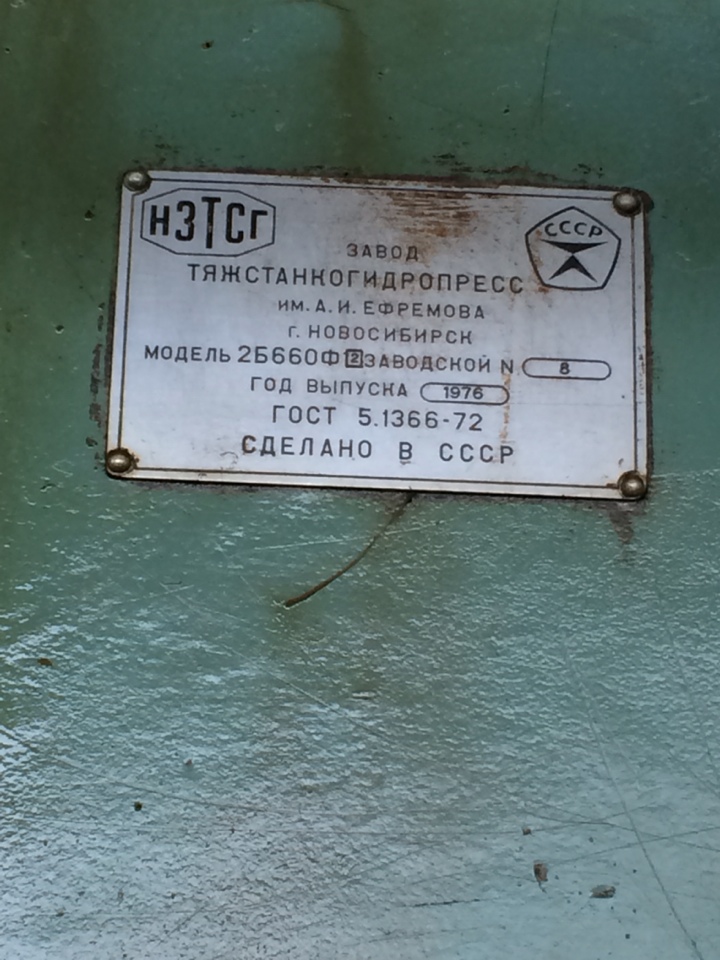 НЗТСГ
СССР
ЗАВОД
ТЯЖСТАНКОГИДРОПРЕСС
ИМ. А. И. ЕФРЕМОВА
Г. НОВОСИБИРСК
МОДЕЛЬ 2Б660Ф2 ЗАВОДСКОЙ N 8
ГОД ВЫПУСКА 1976
ГОСТ 5.1366-72
СДЕЛАНО В СССР